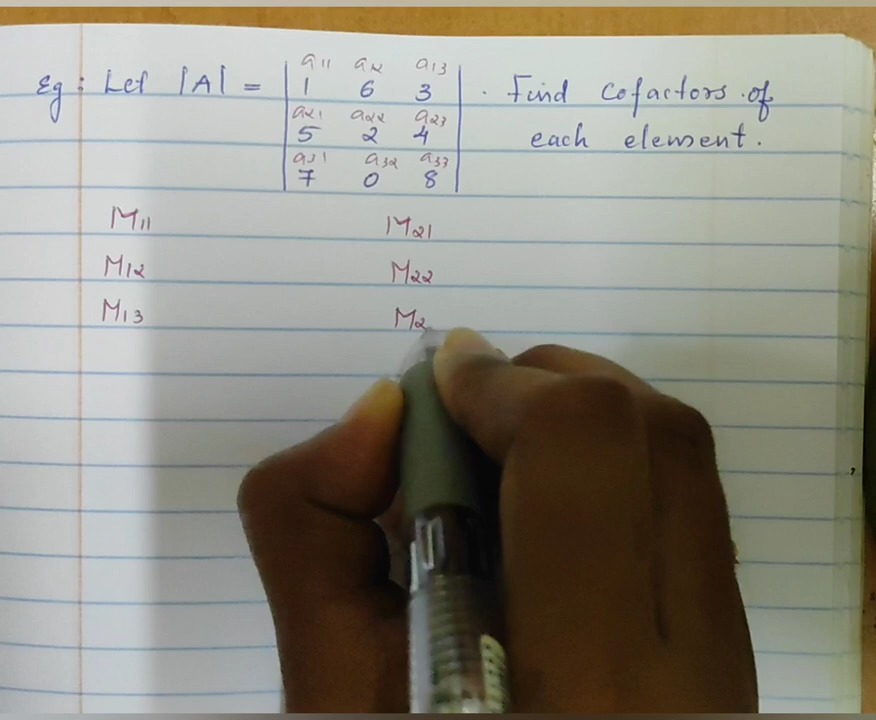 Eg : Let |A| = | a11 a12 a13
1 6 3 | . Find cofactors of
a21 a22 a23
5 2 4 each element.
a31 a32 a33
7 0 8
M11 M21
M12 M22
M13 M2